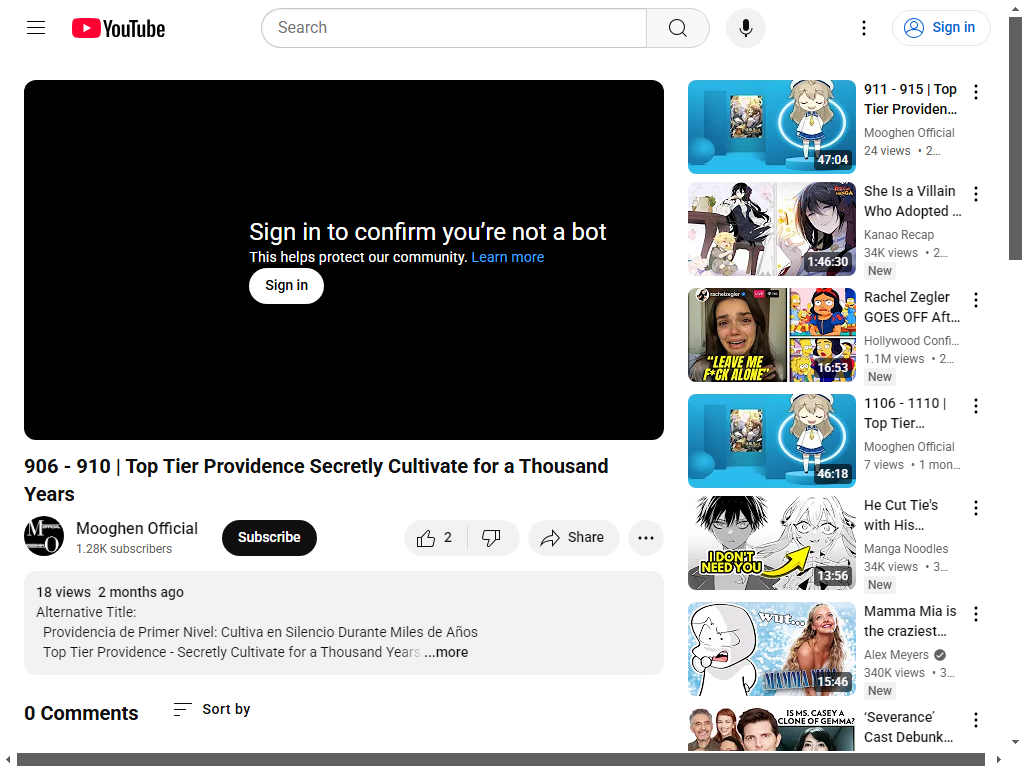 YouTube
Search
Sign in
Sign in to confirm you’re not a bot
This helps protect our community. Learn more
Sign in
906 - 910 | Top Tier Providence Secretly Cultivate for a Thousand
Years
Mooghen Official
1.28K subscribers
Subscribe
2
Share
18 views 2 months ago
Alternative Title:
Providencia de Primer Nivel: Cultiva en Silencio Durante Miles de Años
Top Tier Providence - Secretly Cultivate for a Thousand Years ...more
0 Comments
Sort by
47:04
911 - 915 | Top
Tier Providen...
Mooghen Official
24 views • 2...
1:46:30
She Is a Villain
Who Adopted ...
Kanao Recap
34K views • 2...
New
rachelzegler
LIVE
“LEAVE ME
F*CK ALONE”
16:53
Rachel Zegler
GOES OFF Aft...
Hollywood Confi...
1.1M views • 2...
New
46:18
1106 - 1110 |
Top Tier...
Mooghen Official
7 views • 1 mon...
I DON'T
NEED YOU
13:56
He Cut Tie's
with His...
Manga Noodles
34K views • 3...
New
wut...
MAMMA MIA!
15:46
Mamma Mia is
the craziest...
Alex Meyers
340K views • 3...
New
IS MS. CASEY A
CLONE OF GEMMA?
‘Severance’
Cast Debunk...